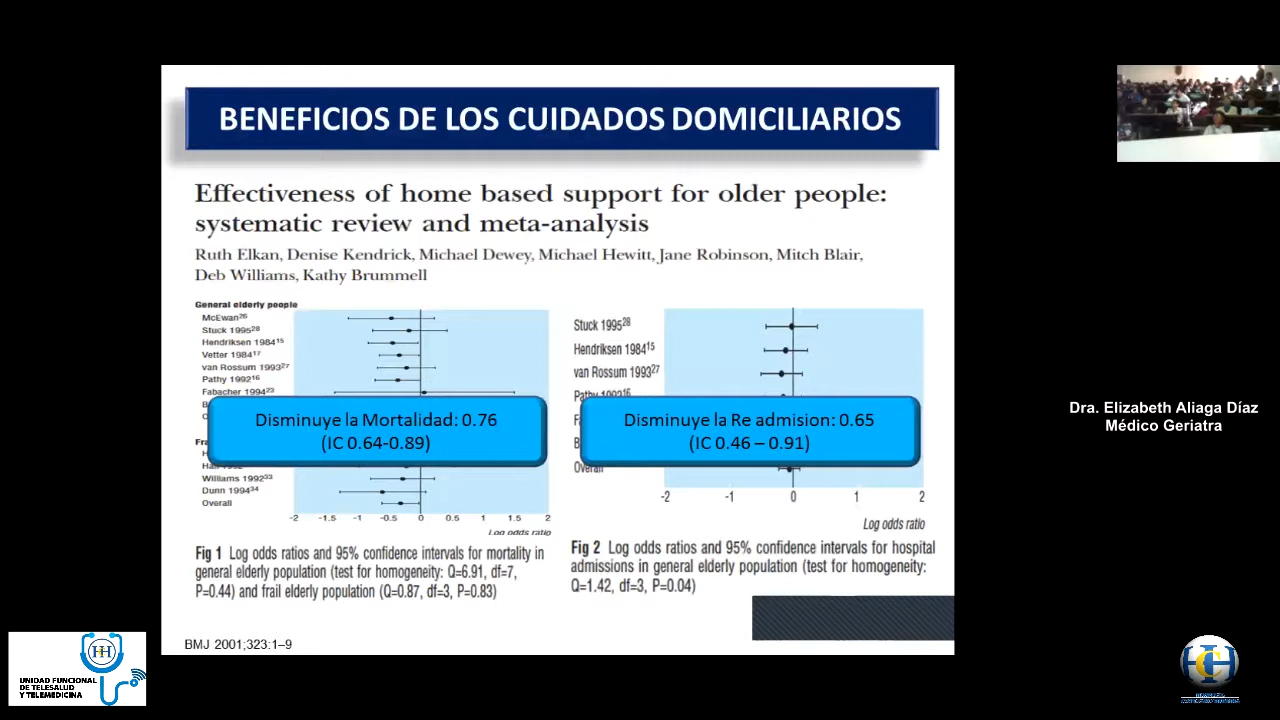 BENEFICIOS DE LOS CUIDADOS DOMICILIARIOS
Effectiveness of home based support for older people:
systematic review and meta-analysis
Ruth Elkan, Denise Kendrick, Michael Dewey, Michael Hewitt, Jane Robinson, Mitch Blair,
Deb Williams, Kathy Brummell
General elderly people
McEwan26
Stuck 199528
Hendriksen 198415
Vetter 198417
van Rossum 199327
Pathy 199216
Fabacher 199423
Williams 199233
Dunn 199434
Overall
-2 -1.5 -1 -0.5 0 0.5 1 1.5 2
Log odds ratio
Disminuye la Mortalidad: 0.76
(IC 0.64-0.89)
Fig 1 Log odds ratios and 95% confidence intervals for mortality in
general elderly population (test for homogeneity: Q=6.91, df=7,
P=0.44) and frail elderly population (Q=0.87, df=3, P=0.83)
Stuck 199528
Hendriksen 198415
van Rossum 199327
Pathy 199216
Overall
-2 -1 0 1 2
Log odds ratio
Disminuye la Re admision: 0.65
(IC 0.46 – 0.91)
Fig 2 Log odds ratios and 95% confidence intervals for hospital
admissions in general elderly population (test for homogeneity:
Q=1.42, df=3, P=0.04)
BMJ 2001;323:1–9
Dra. Elizabeth Aliaga Díaz
Médico Geriatra
HH
UNIDAD FUNCIONAL
DE TELESALUD
Y TELEMEDICINA